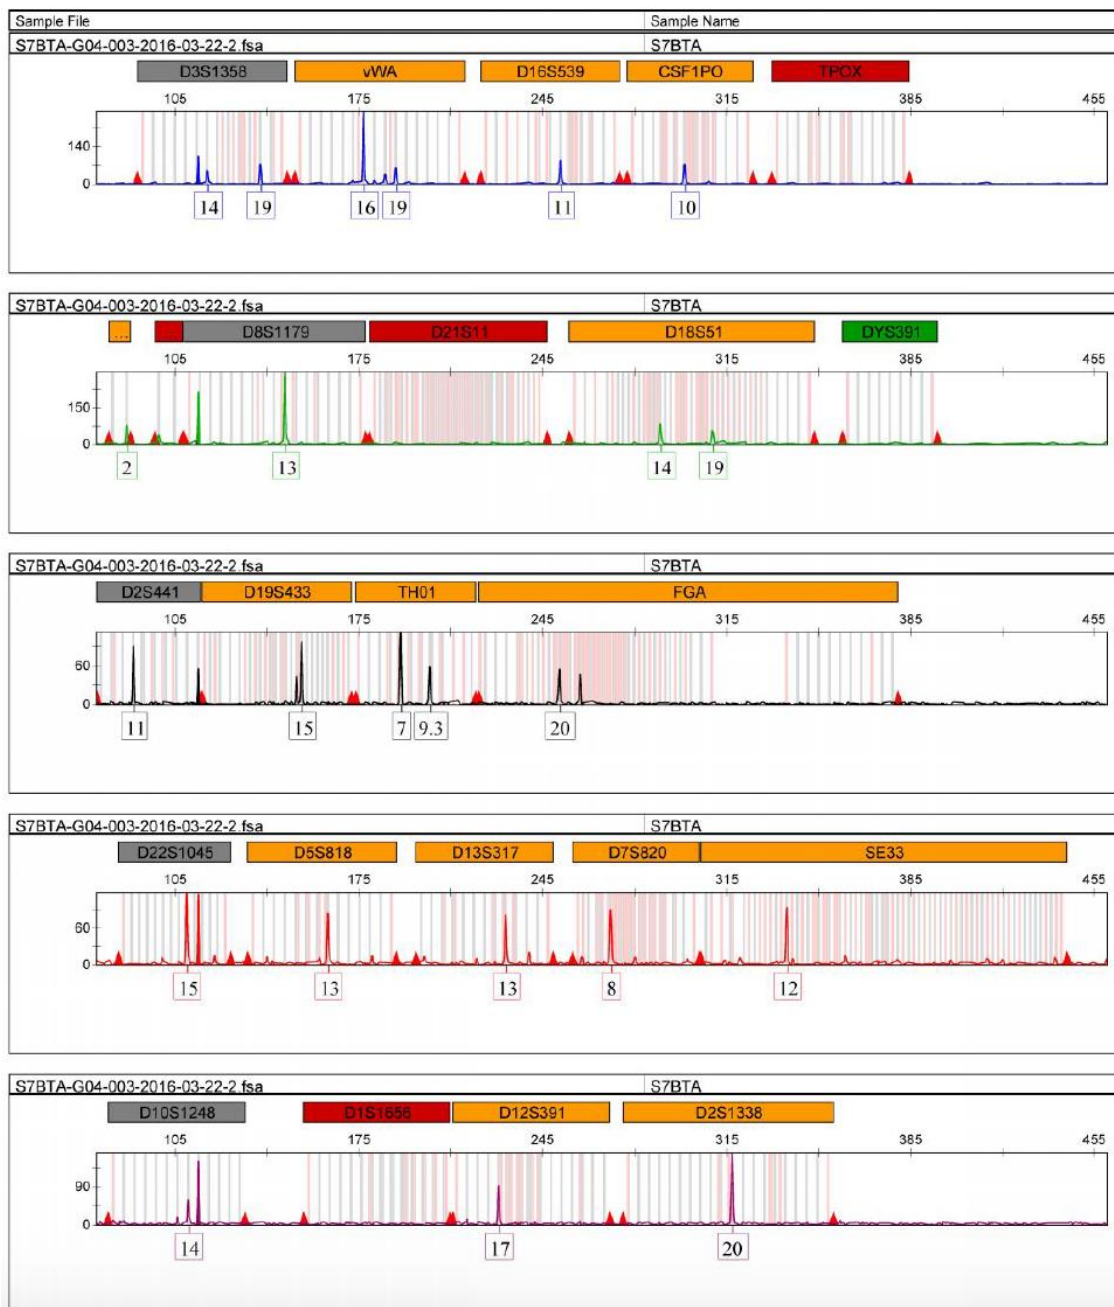 Sample File Sample Name
S7BTA-G04-003-2016-03-22-2.fsa S7BTA
D3S1358 vWA D16S539 CSF1PO TPOX
105 175 245 315 385 455
140
0
14 19 16 19 11 10
S7BTA-G04-003-2016-03-22-2.fsa S7BTA
... D8S1179 D21S11 D18S51 DYS391
105 175 245 315 385 455
150
0
2 13 14 19
S7BTA-G04-003-2016-03-22-2.fsa S7BTA
D2S441 D19S433 TH01 FGA
105 175 245 315 385 455
60
0
11 15 7 9.3 20
S7BTA-G04-003-2016-03-22-2.fsa S7BTA
D22S1045 D5S818 D13S317 D7S820 SE33
105 175 245 315 385 455
60
0
15 13 13 8 12
S7BTA-G04-003-2016-03-22-2.fsa S7BTA
D10S1248 D1S1656 D12S391 D2S1338
105 175 245 315 385 455
90
0
14 17 20